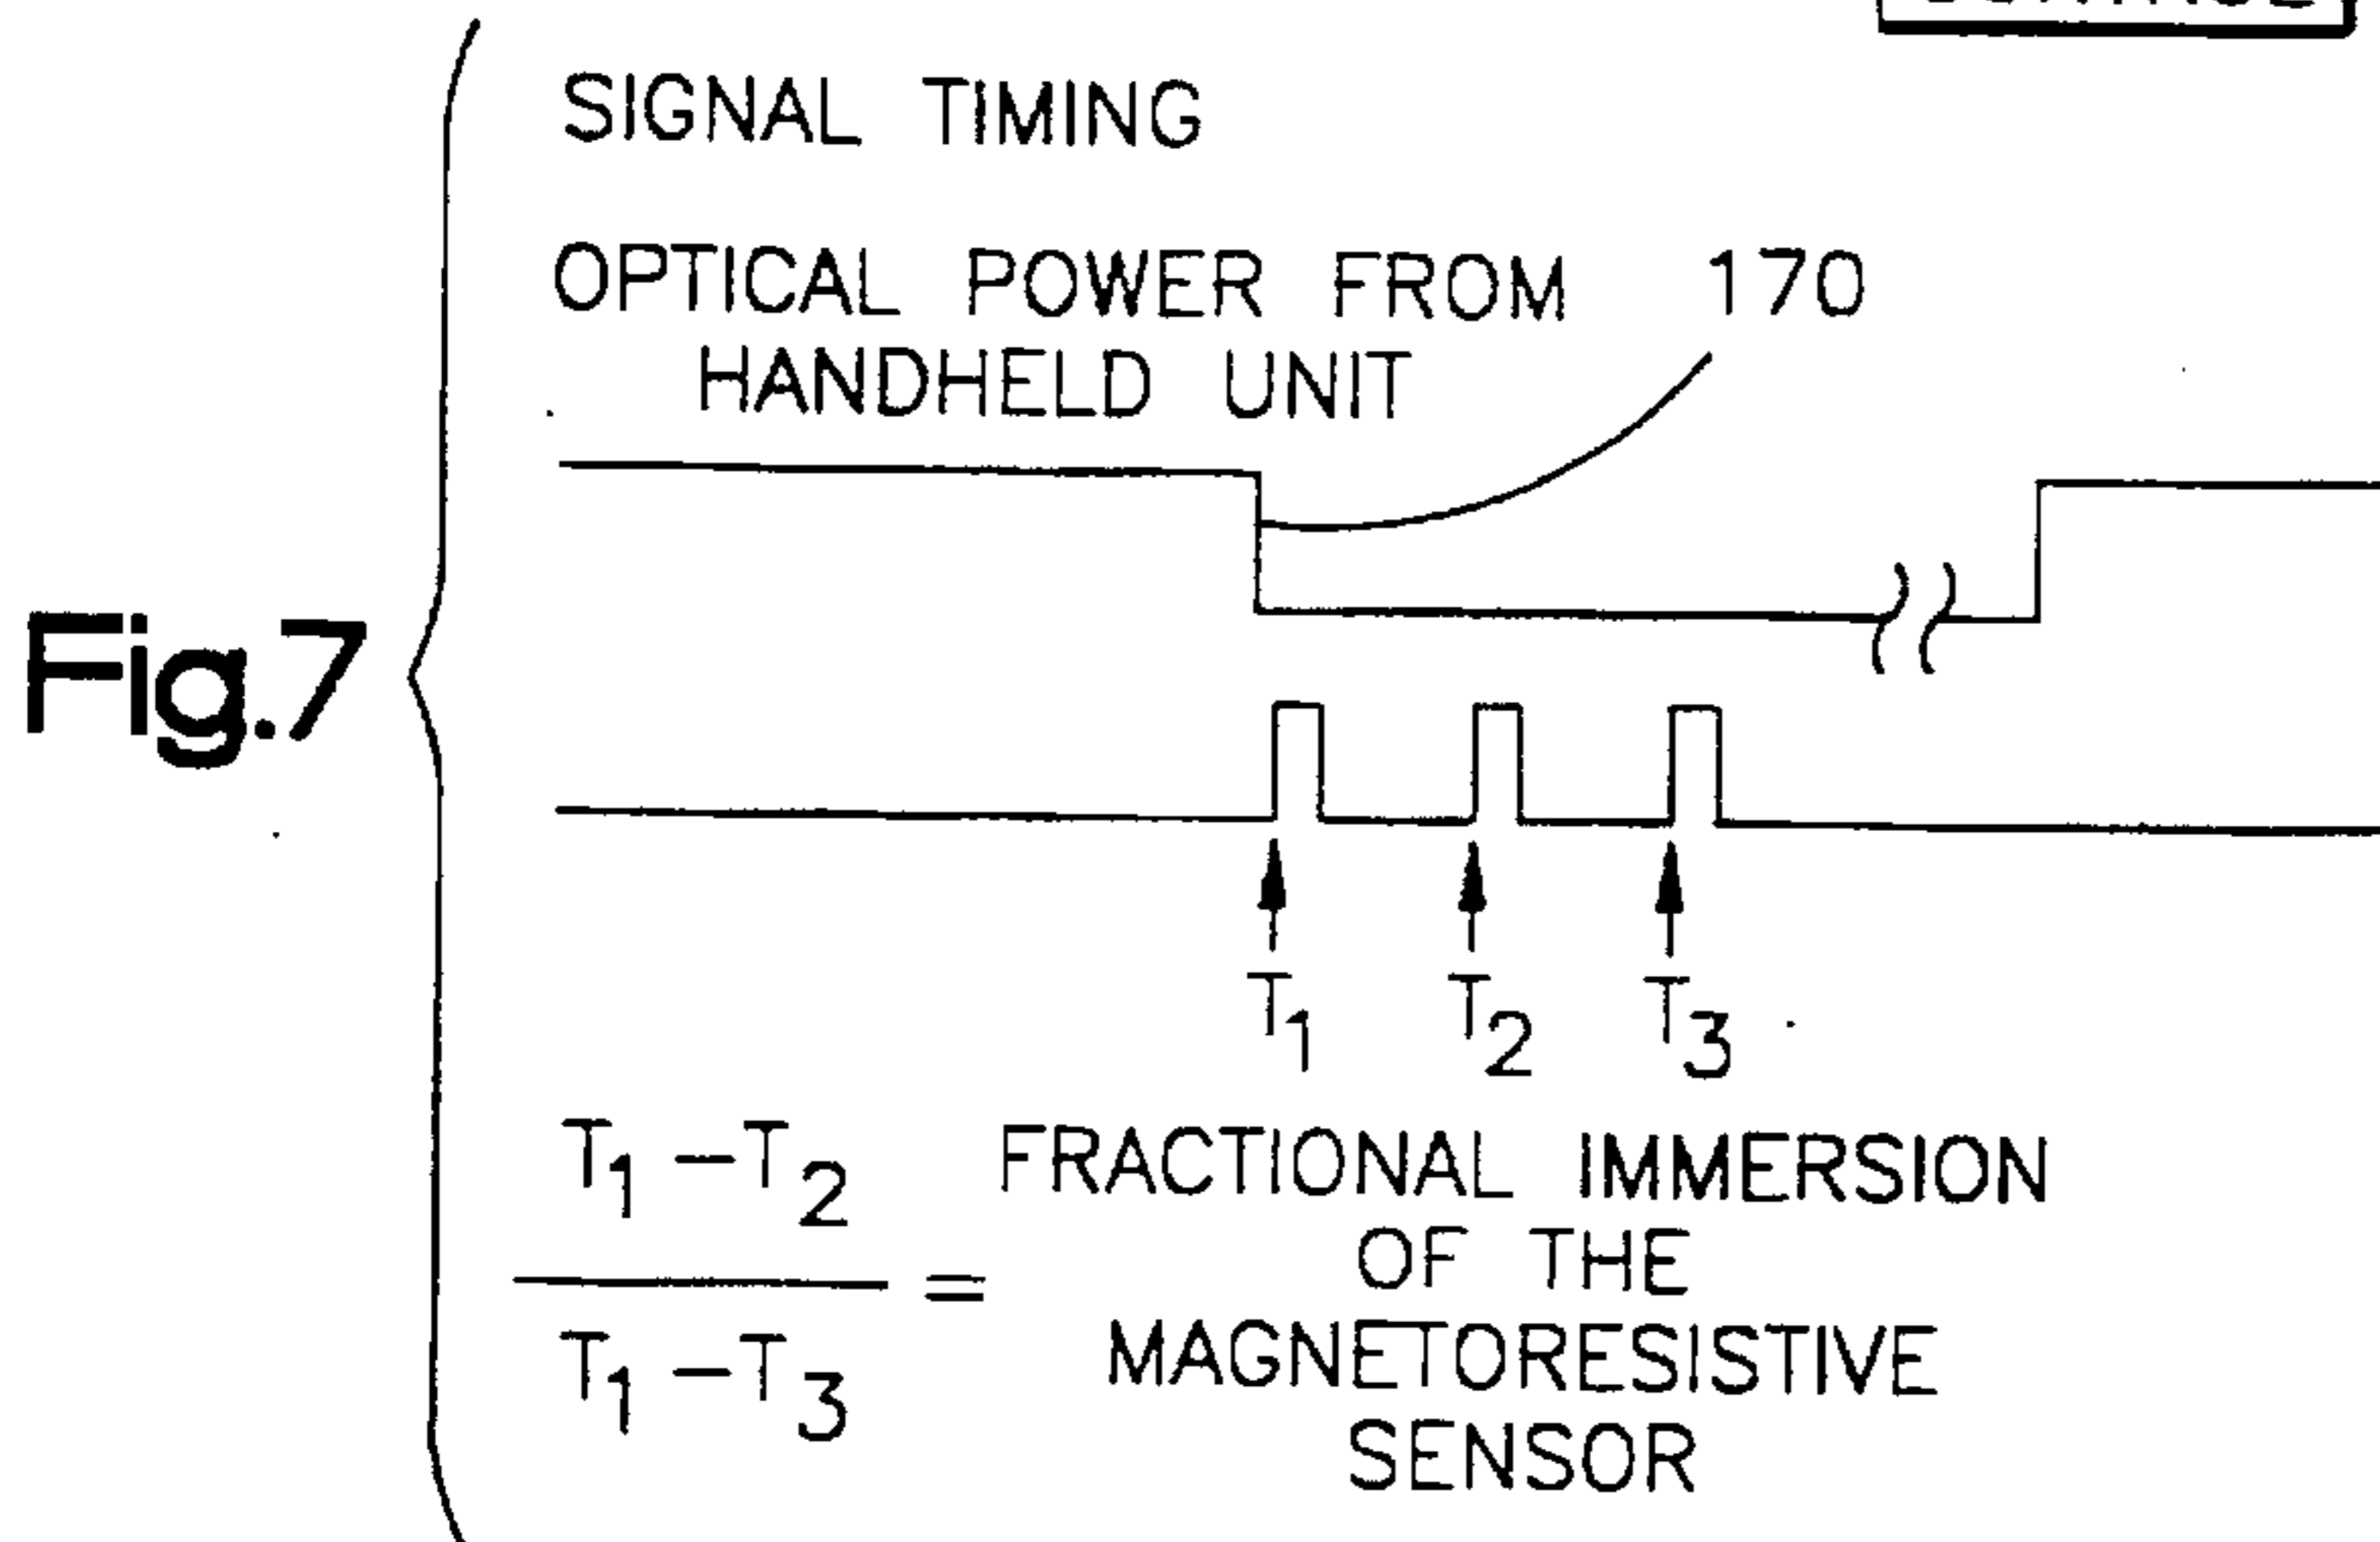 SIGNAL TIMING
OPTICAL POWER FROM 170
HANDHELD UNIT
Fig.7
T1 T2 T3
T1 – T2
T1 – T3
=
FRACTIONAL IMMERSION
OF THE
MAGNETORESISTIVE
SENSOR